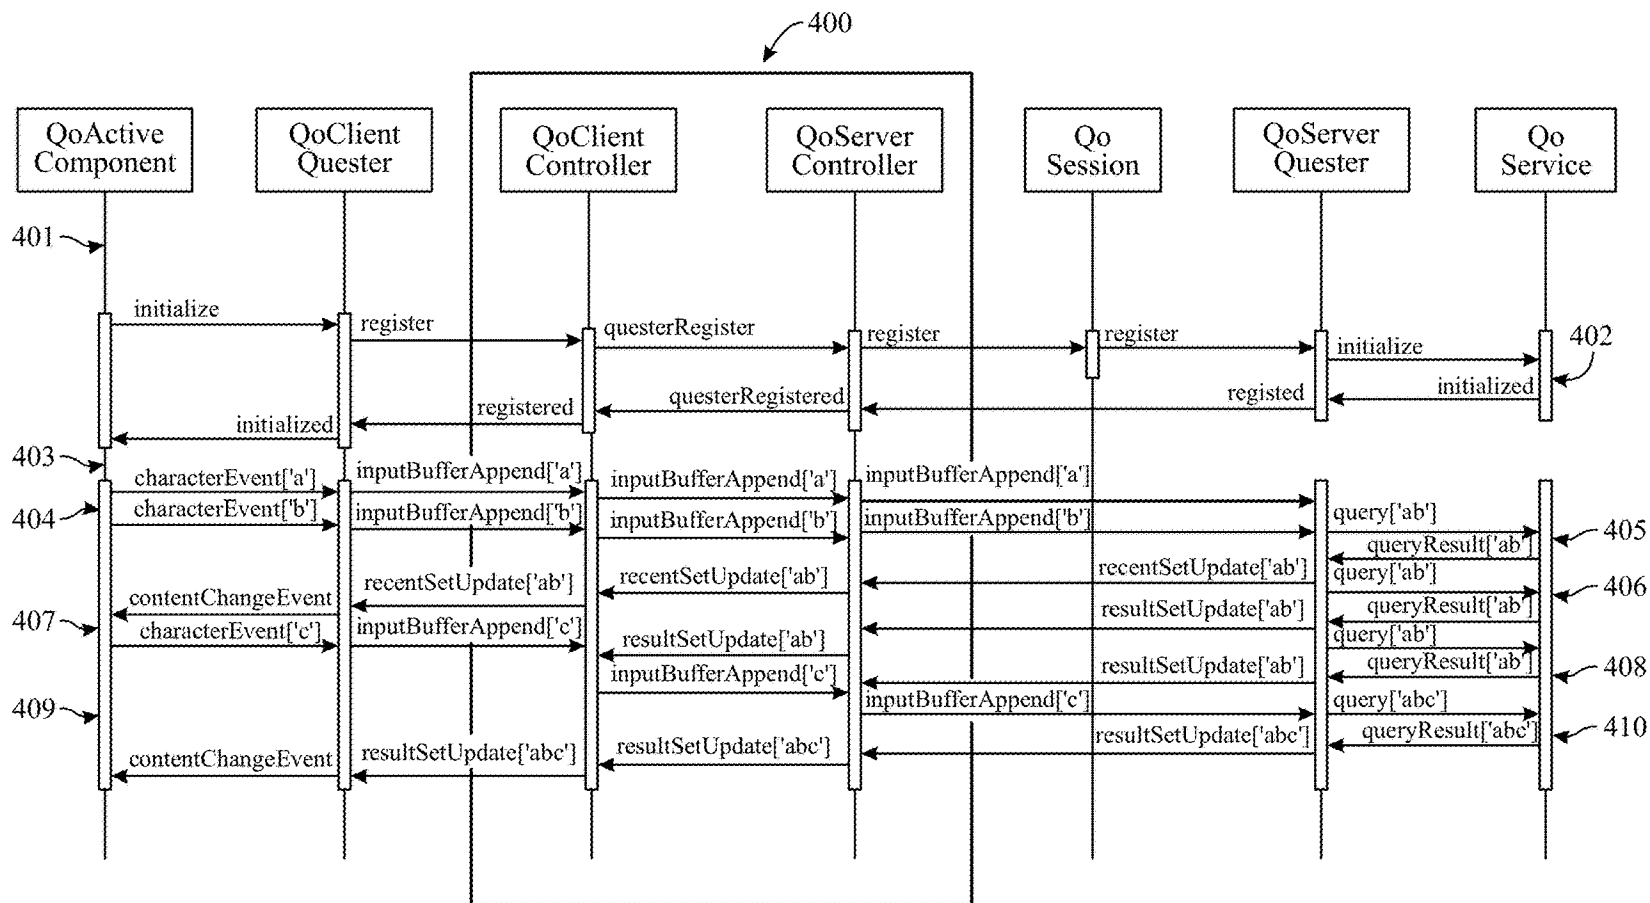 400
QoActive
Component
QoClient
Quester
QoClient
Controller
QoServer
Controller
Qo
Session
QoServer
Quester
Qo
Service
401
initialize
register
questerRegister
register
register
initialize
402
initialized
registered
questerRegistered
registed
initialized
403
characterEvent['a']
inputBufferAppend['a']
inputBufferAppend['a']
inputBufferAppend['a']
404
characterEvent['b']
inputBufferAppend['b']
inputBufferAppend['b']
inputBufferAppend['b']
query['ab']
405
queryResult['ab']
contentChangeEvent
recentSetUpdate['ab']
recentSetUpdate['ab']
recentSetUpdate['ab']
query['ab']
406
407
characterEvent['c']
inputBufferAppend['c']
resultSetUpdate['ab']
resultSetUpdate['ab']
queryResult['ab']
query['ab']
inputBufferAppend['c']
resultSetUpdate['ab']
queryResult['ab']
408
409
inputBufferAppend['c']
query['abc']
410
contentChangeEvent
resultSetUpdate['abc']
resultSetUpdate['abc']
resultSetUpdate['abc']
queryResult['abc']